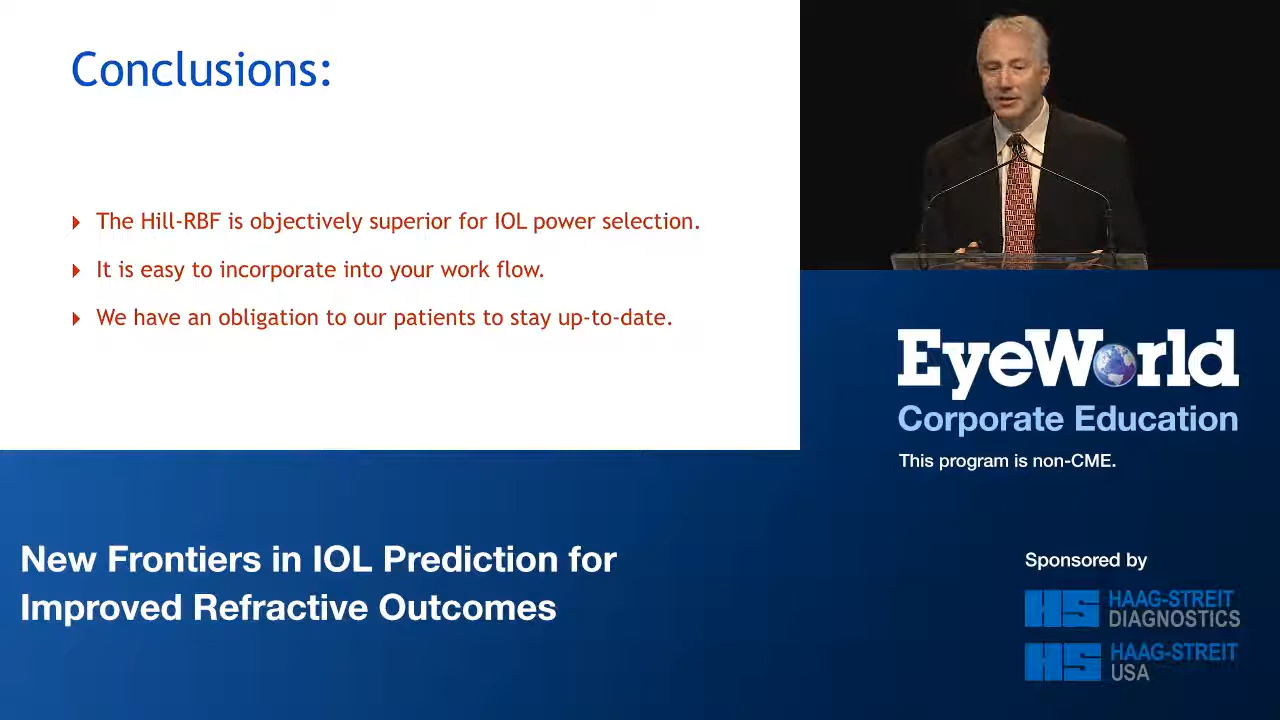 Conclusions:
The Hill-RBF is objectively superior for IOL power selection.
It is easy to incorporate into your work flow.
We have an obligation to our patients to stay up-to-date.
EyeWorld
Corporate Education
This program is non-CME.
New Frontiers in IOL Prediction for
Improved Refractive Outcomes
Sponsored by
HS HAAG-STREIT
DIAGNOSTICS
HS HAAG-STREIT
USA